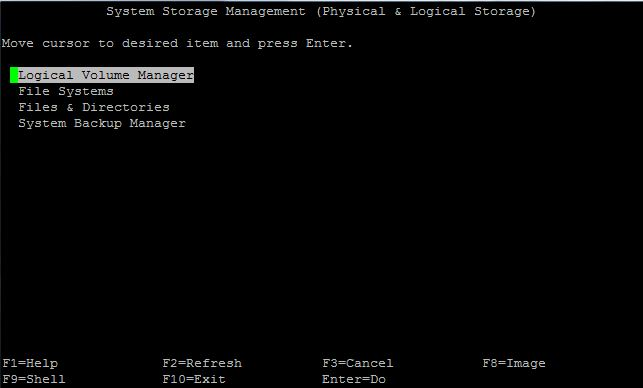 System Storage Management (Physical & Logical Storage)
Move cursor to desired item and press Enter.
Logical Volume Manager
File Systems
Files & Directories
System Backup Manager
F1=Help F2=Refresh F3=Cancel F8=Image
F9=Shell F10=Exit Enter=Do